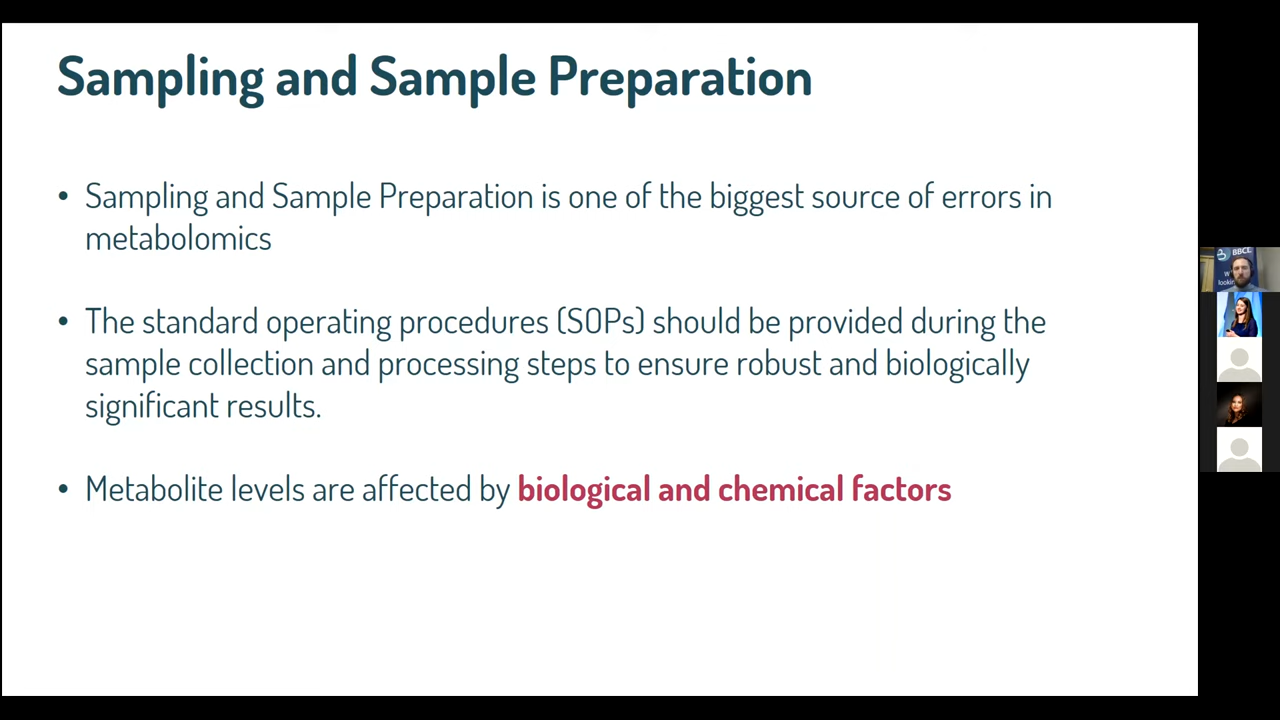 Sampling and Sample Preparation
• Sampling and Sample Preparation is one of the biggest source of errors in
metabolomics
• The standard operating procedures (SOPs) should be provided during the
sample collection and processing steps to ensure robust and biologically
significant results.
• Metabolite levels are affected by biological and chemical factors